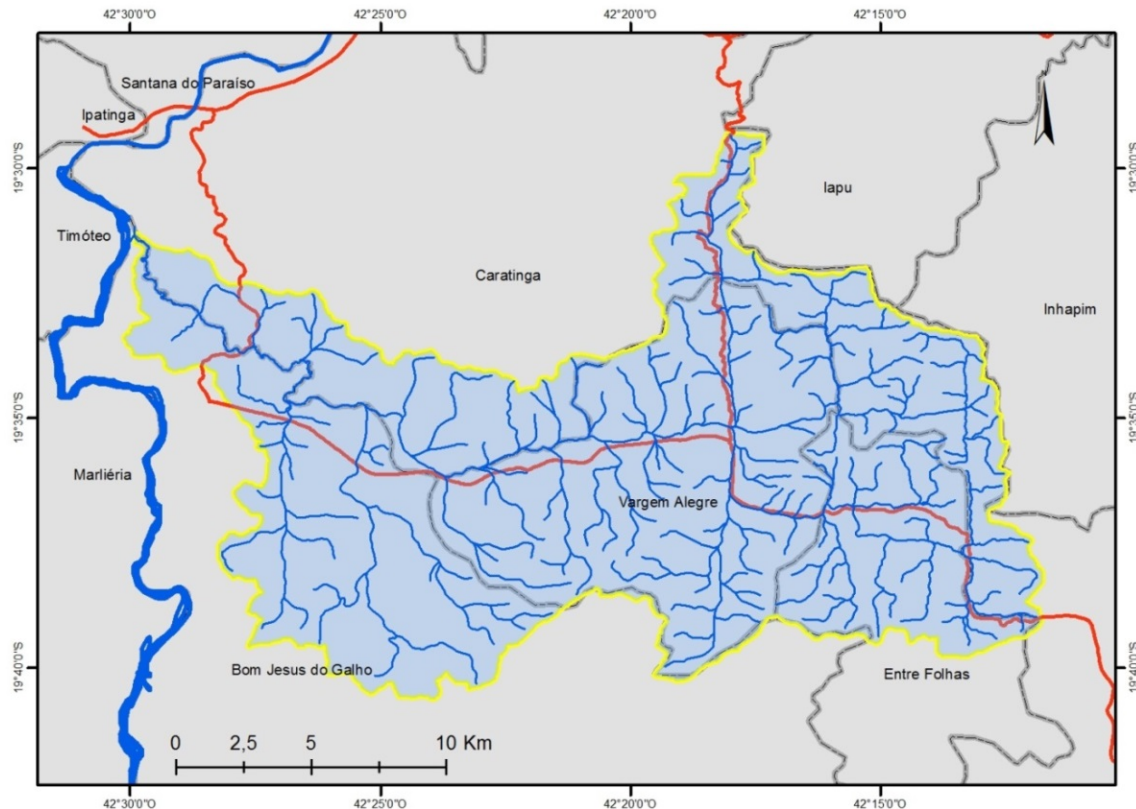 42°30'0"O
42°25'0"O
42°20'0"O
42°15'0"O
Santana do Paraíso
Ipatinga
19°30'0"S
19°30'0"S
Iapu
Timóteo
Caratinga
Inhapim
19°35'0"S
19°35'0"S
Marliéria
Vargem Alegre
Bom Jesus do Galho
Entre Folhas
19°40'0"S
19°40'0"S
0 2,5 5 10 Km
42°30'0"O
42°25'0"O
42°20'0"O
42°15'0"O